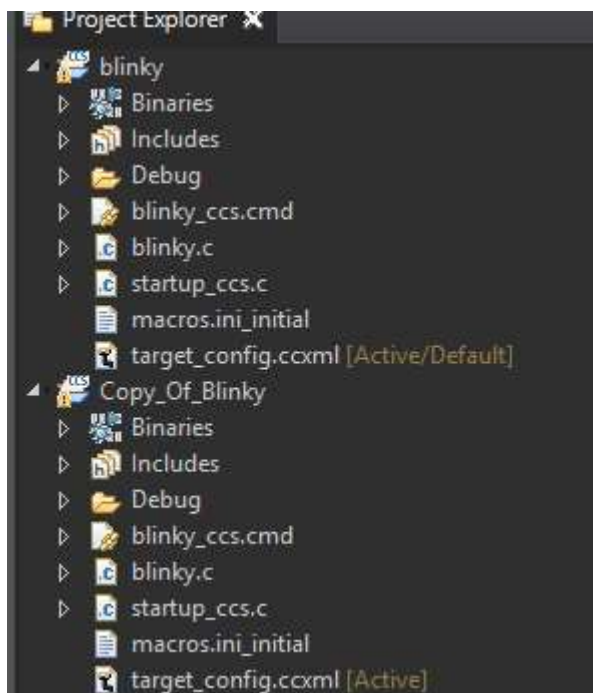 Project Explorer
blinky
Binaries
Includes
Debug
blinky_ccs.cmd
blinky.c
startup_ccs.c
macros.ini_initial
target_config.ccxml [Active/Default]
Copy_Of_Blinky
Binaries
Includes
Debug
blinky_ccs.cmd
blinky.c
startup_ccs.c
macros.ini_initial
target_config.ccxml [Active]